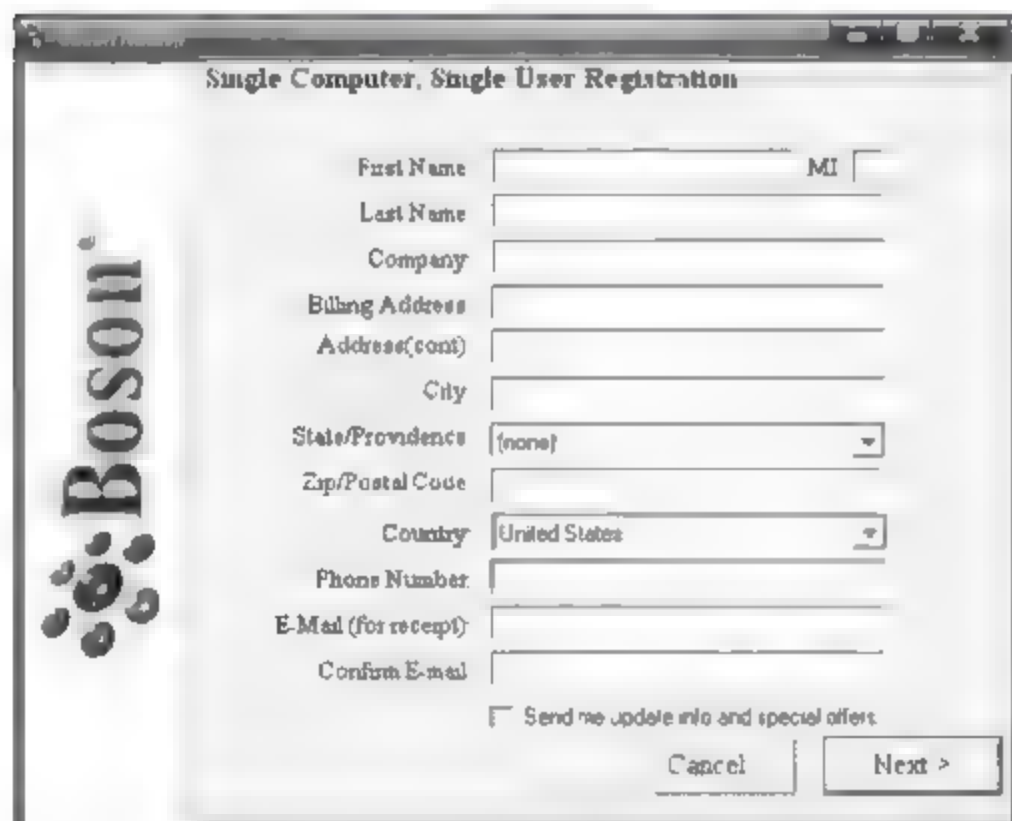 Single Computer, Single User Registration
First Name MI
Last Name
Company
Billing Address
Address(cont)
City
State/Providence (none)
Zip/Postal Code
Country United States
Phone Number
E-Mail (for receipt)
Confirm E-mail
Send me update info and special offers
Cancel Next >
BOSON